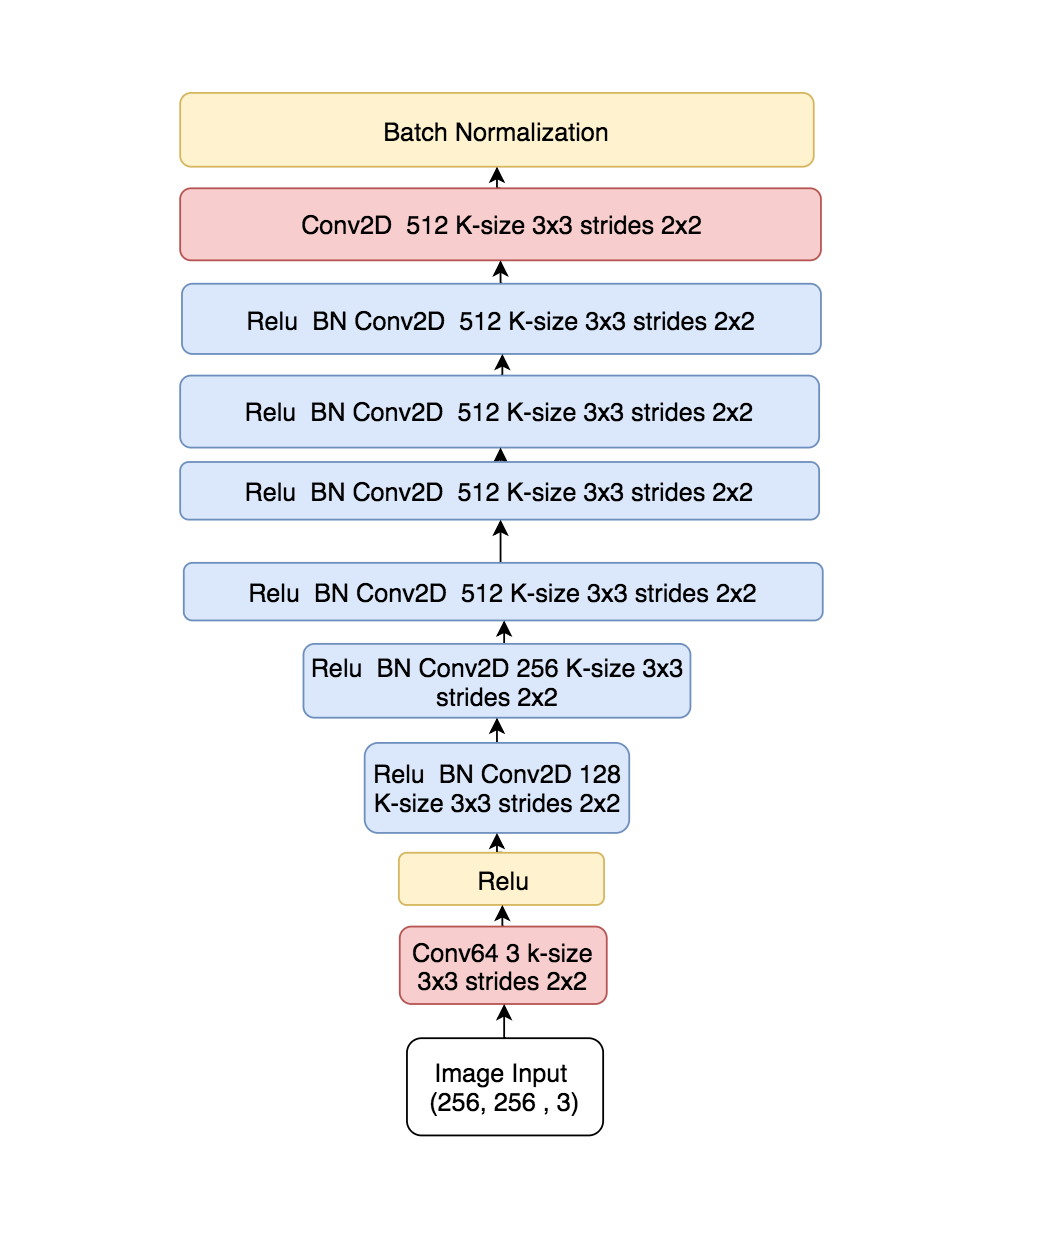 Batch Normalization
Conv2D  512 K-size 3x3 strides 2x2
Relu  BN Conv2D  512 K-size 3x3 strides 2x2
Relu  BN Conv2D  512 K-size 3x3 strides 2x2
Relu  BN Conv2D  512 K-size 3x3 strides 2x2
Relu  BN Conv2D  512 K-size 3x3 strides 2x2
Relu  BN Conv2D 256 K-size 3x3
strides 2x2
Relu  BN Conv2D 128
K-size 3x3 strides 2x2
Relu
Conv64 3 k-size
3x3 strides 2x2
Image Input
(256, 256 , 3)